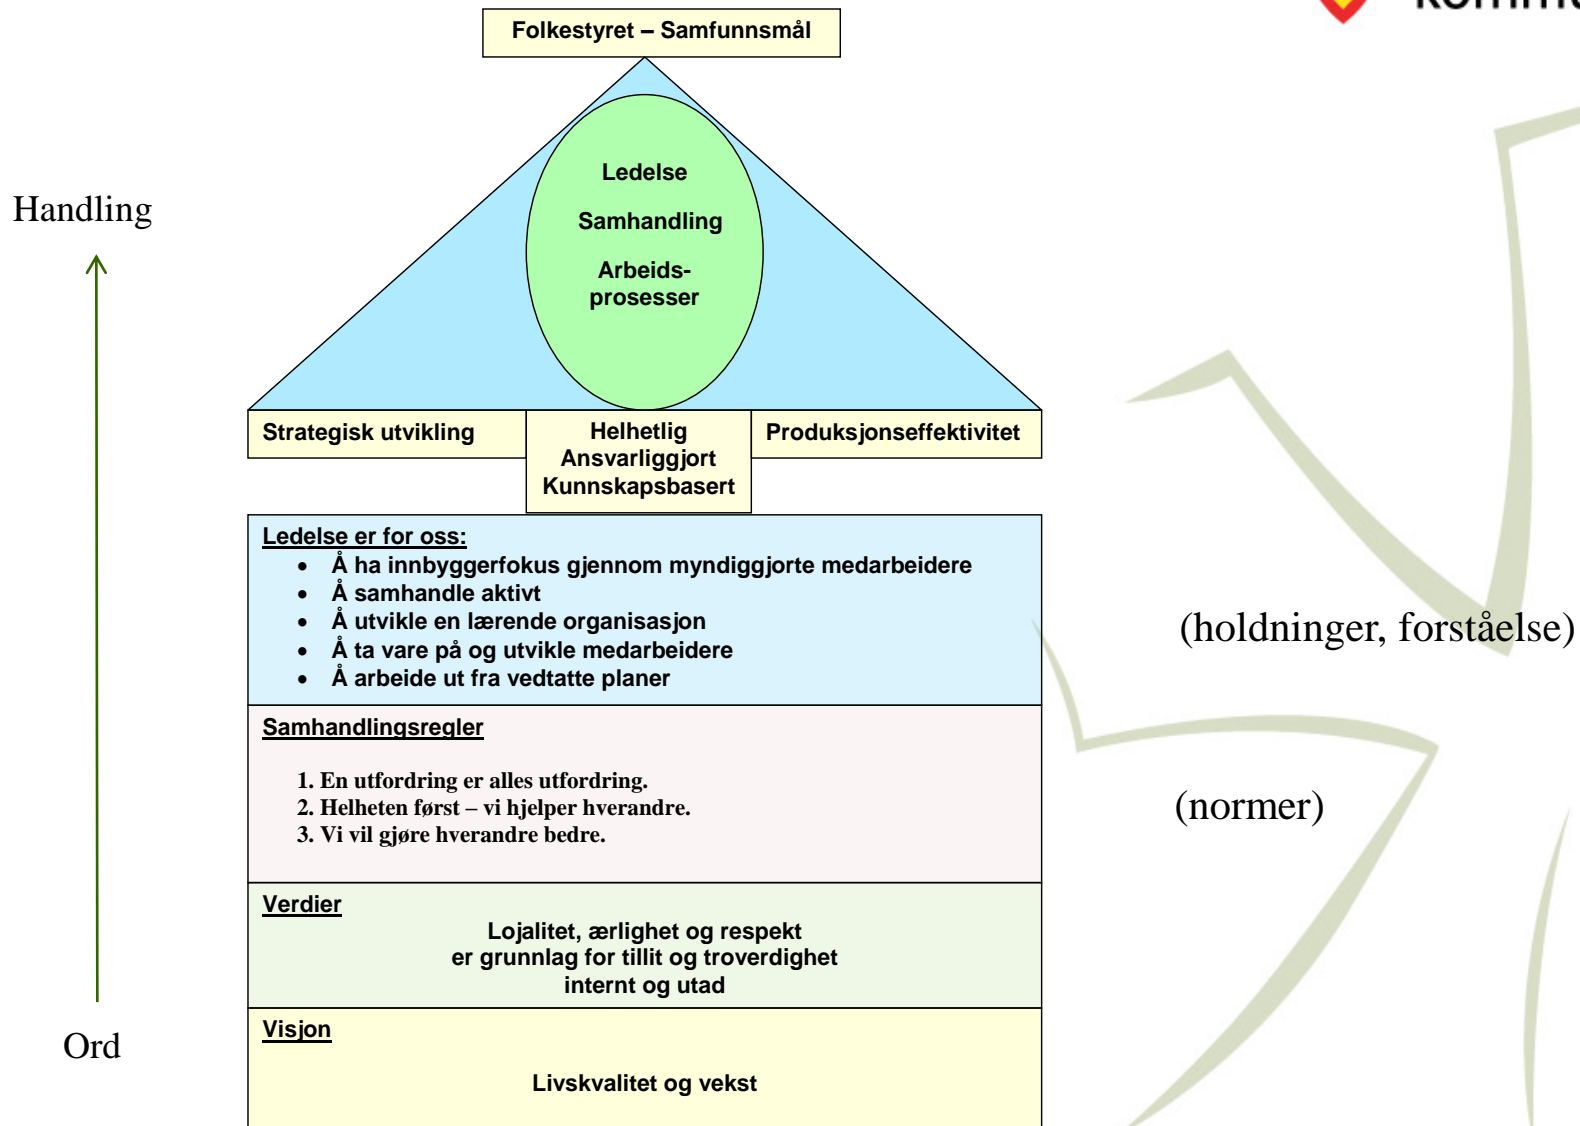 Folkestyret – Samfunnsmål
Ledelse
Samhandling
Arbeids-
prosesser
Handling
Strategisk utvikling
Helhetlig
Ansvarliggjort
Kunnskapsbasert
Produksjonseffektivitet
Ledelse er for oss:
• Å ha innbyggerfokus gjennom myndiggjorte medarbeidere
• Å samhandle aktivt
• Å utvikle en lærende organisasjon
• Å ta vare på og utvikle medarbeidere
• Å arbeide ut fra vedtatte planer
(holdninger, forståelse)
Samhandlingsregler
1. En utfordring er alles utfordring.
2. Helheten først – vi hjelper hverandre.
3. Vi vil gjøre hverandre bedre.
(normer)
Verdier
Lojalitet, ærlighet og respekt
er grunnlag for tillit og troverdighet
internt og utad
Ord
Visjon
Livskvalitet og vekst